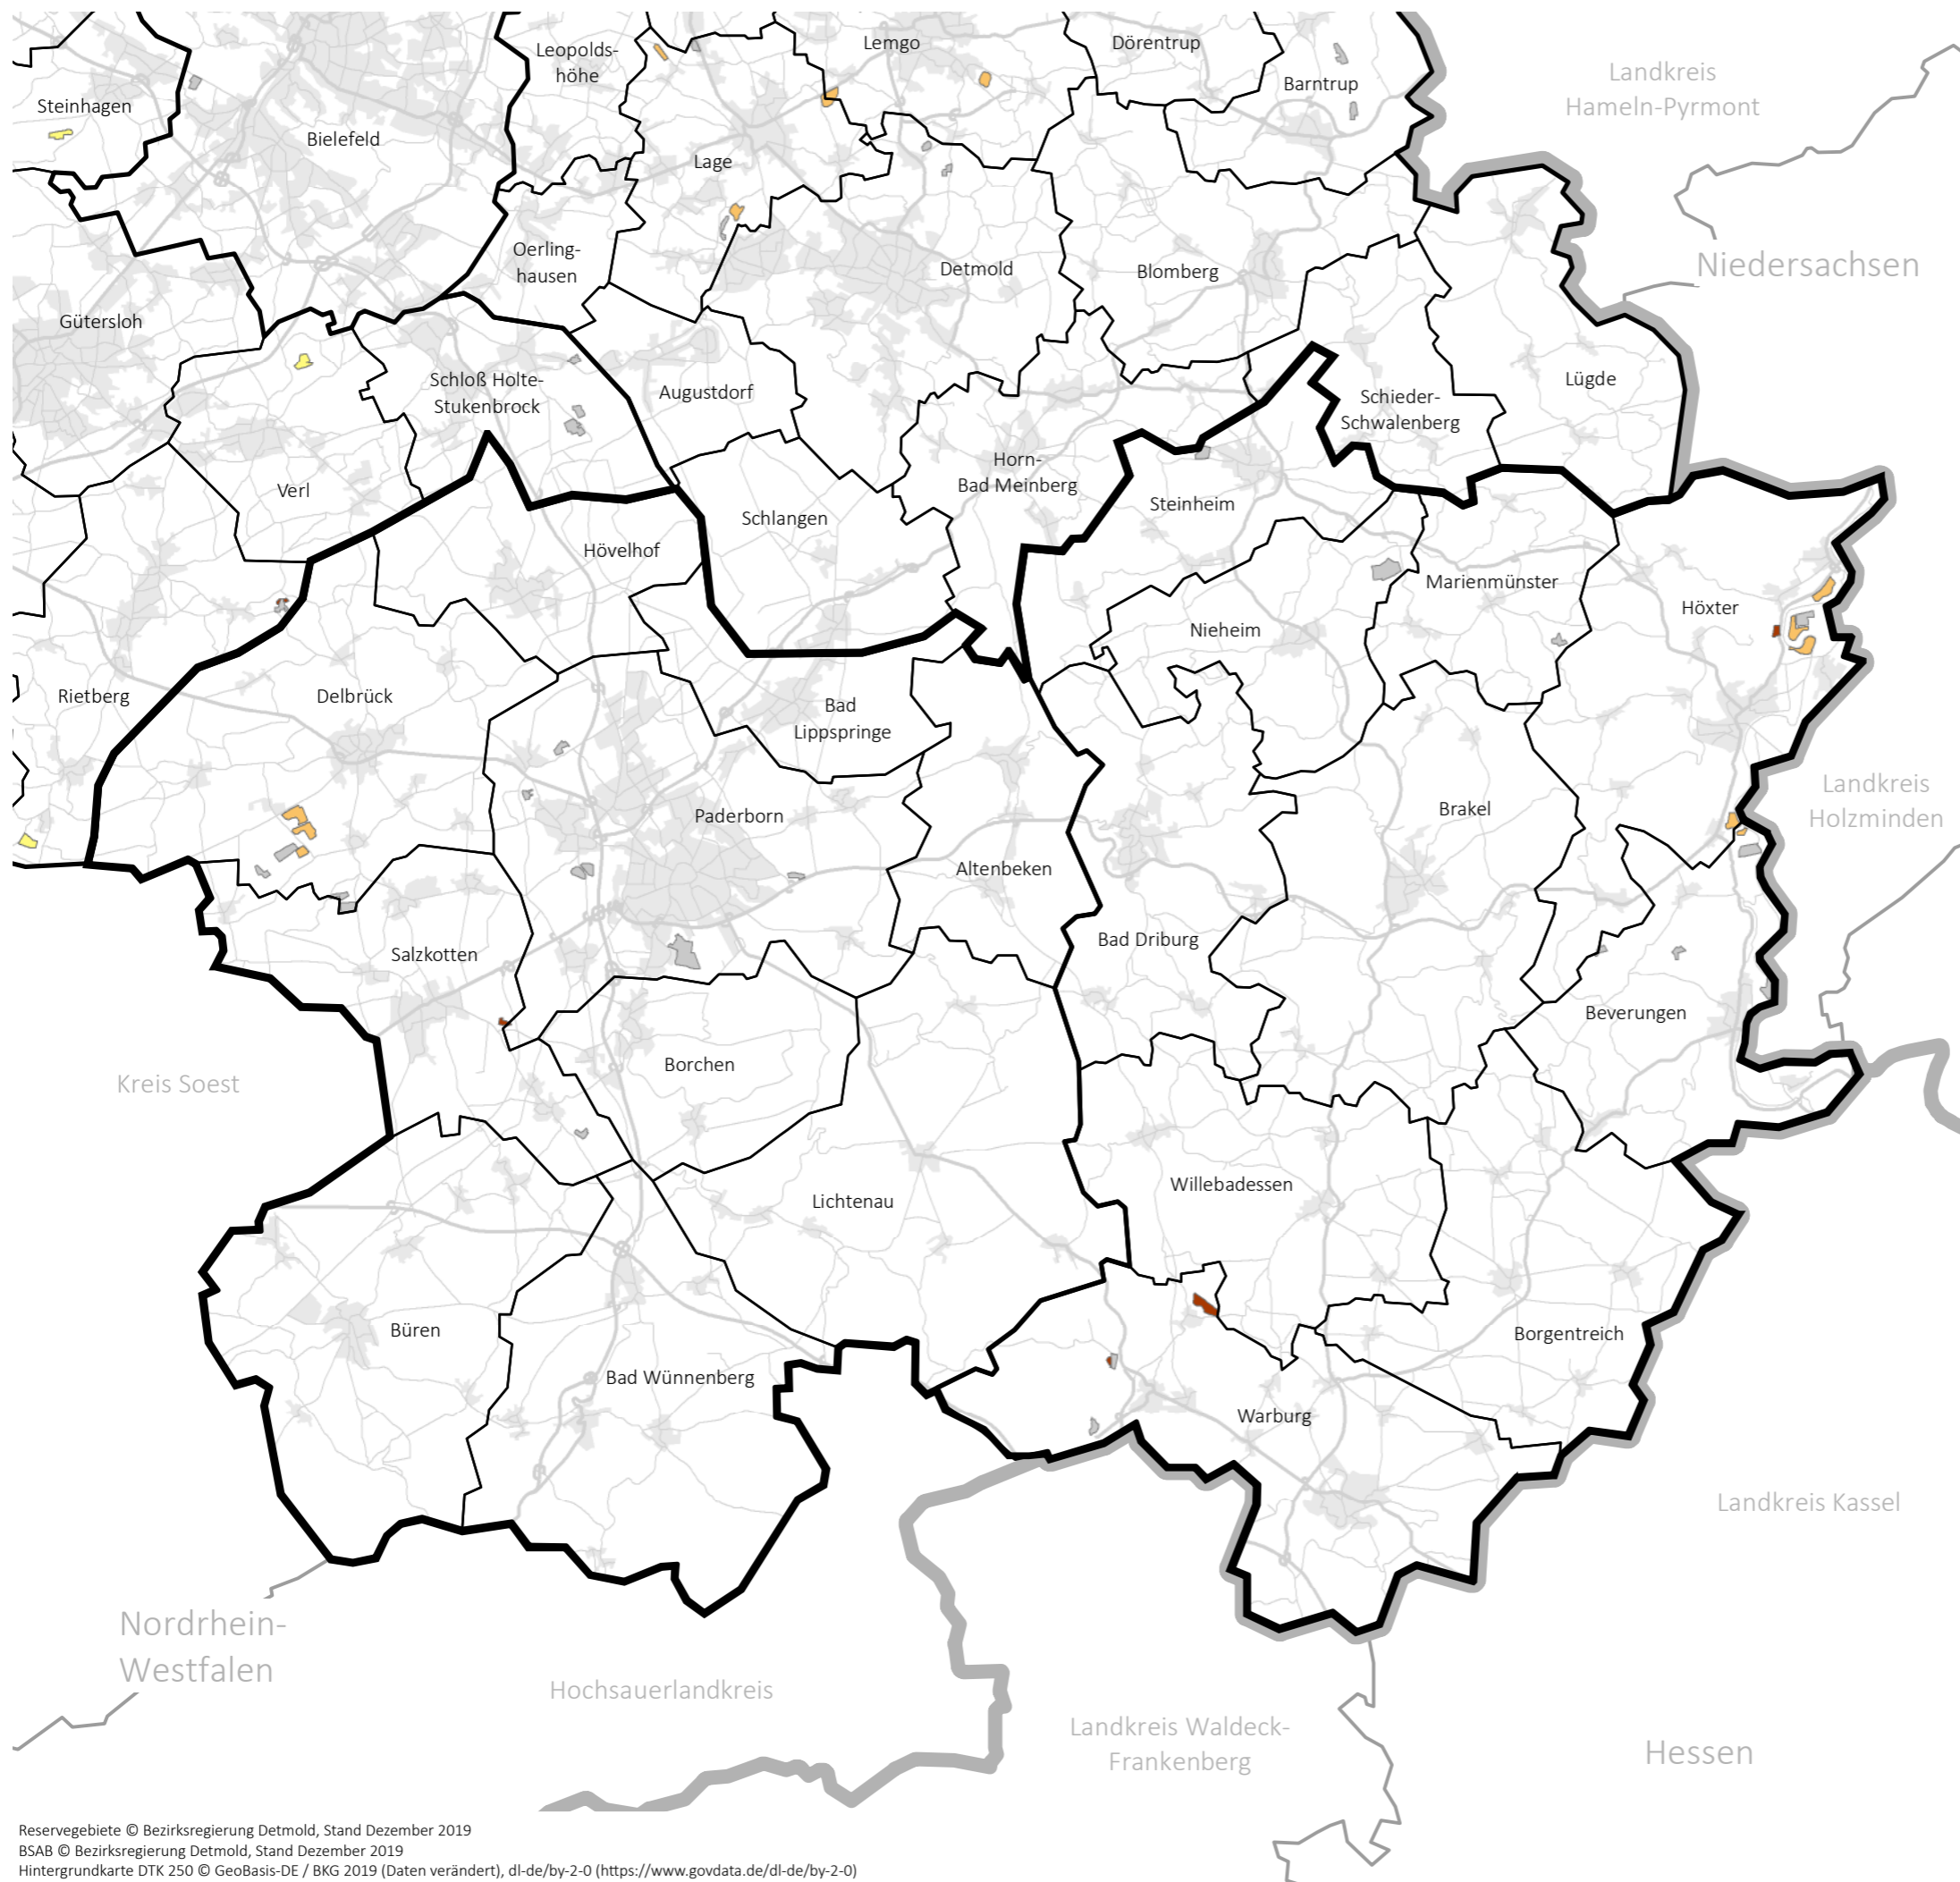 Leopolds-
höhe
Lemgo
Dörentrup
Barntrup
Landkreis
Hameln-Pyrmont
Steinhagen
Bielefeld
Lage
Oerling-
hausen
Detmold
Blomberg
Niedersachsen
Gütersloh
Schloß Holte-
Stukenbrock
Augustdorf
Schieder-
Schwalenberg
Lügde
Verl
Horn-
Bad Meinberg
Steinheim
Schlangen
Hövelhof
Marienmünster
Höxter
Nieheim
Rietberg
Delbrück
Bad
Lippspringe
Paderborn
Brakel
Landkreis
Holzminden
Altenbeken
Salzkotten
Bad Driburg
Beverungen
Borchen
Kreis Soest
Willebadessen
Lichtenau
Büren
Borgentreich
Bad Wünnenberg
Warburg
Landkreis Kassel
Nordrhein-
Westfalen
Hochsauerlandkreis
Landkreis Waldeck-
Frankenberg
Hessen
Reservegebiete © Bezirksregierung Detmold, Stand Dezember 2019
BSAB © Bezirksregierung Detmold, Stand Dezember 2019
Hintergrundkarte DTK 250 © GeoBasis-DE / BKG 2019 (Daten verändert), dl-de/by-2-0 (https://www.govdata.de/dl-de/by-2-0)